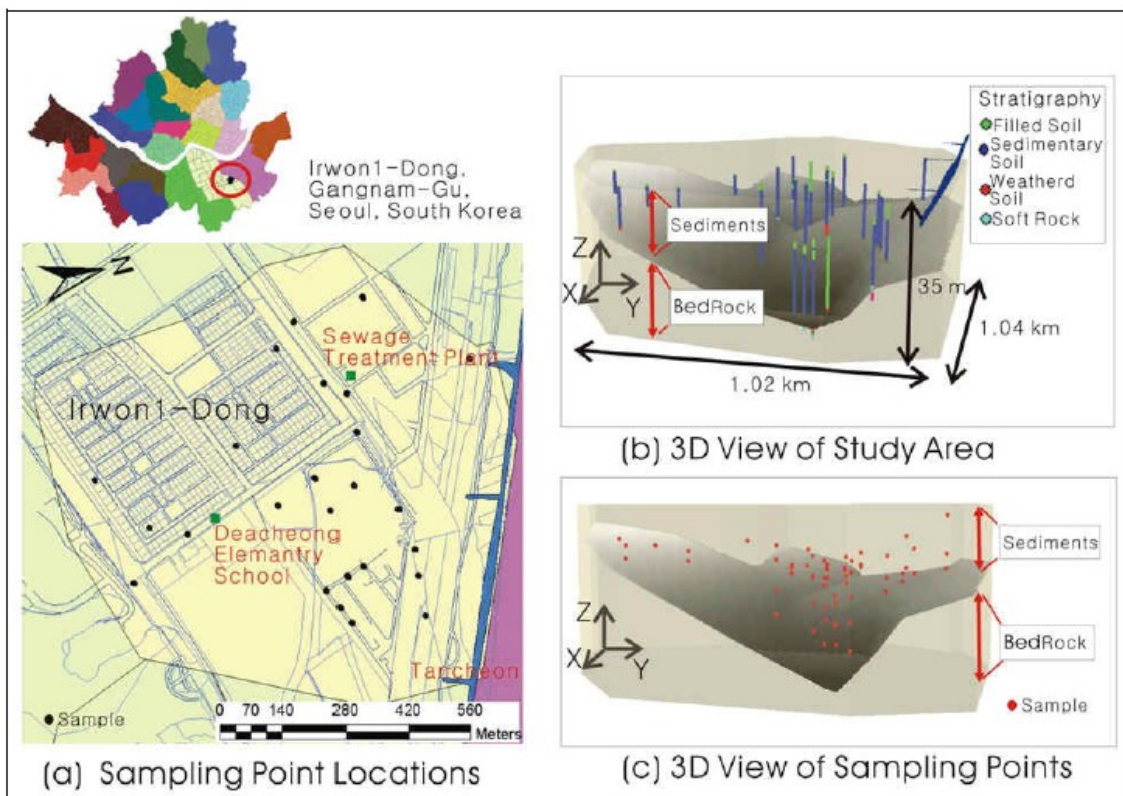 Irwon1-Dong,
Gangnam-Gu,
Seoul, South Korea
N
Sewage
Treatment Plant
Irwon1-Dong
Deacheong
Elemantry
School
Tancheon
Sample
0 70 140 280 420 560
Meters
(a) Sampling Point Locations
Stratigraphy
Filled Soil
Sedimentary
Soil
Weatherd
Soil
Soft Rock
Sediments
BedRock
Z
X
Y
35 m
1.04 km
1.02 km
(b) 3D View of Study Area
Sediments
BedRock
Z
X
Y
Sample
(c) 3D View of Sampling Points